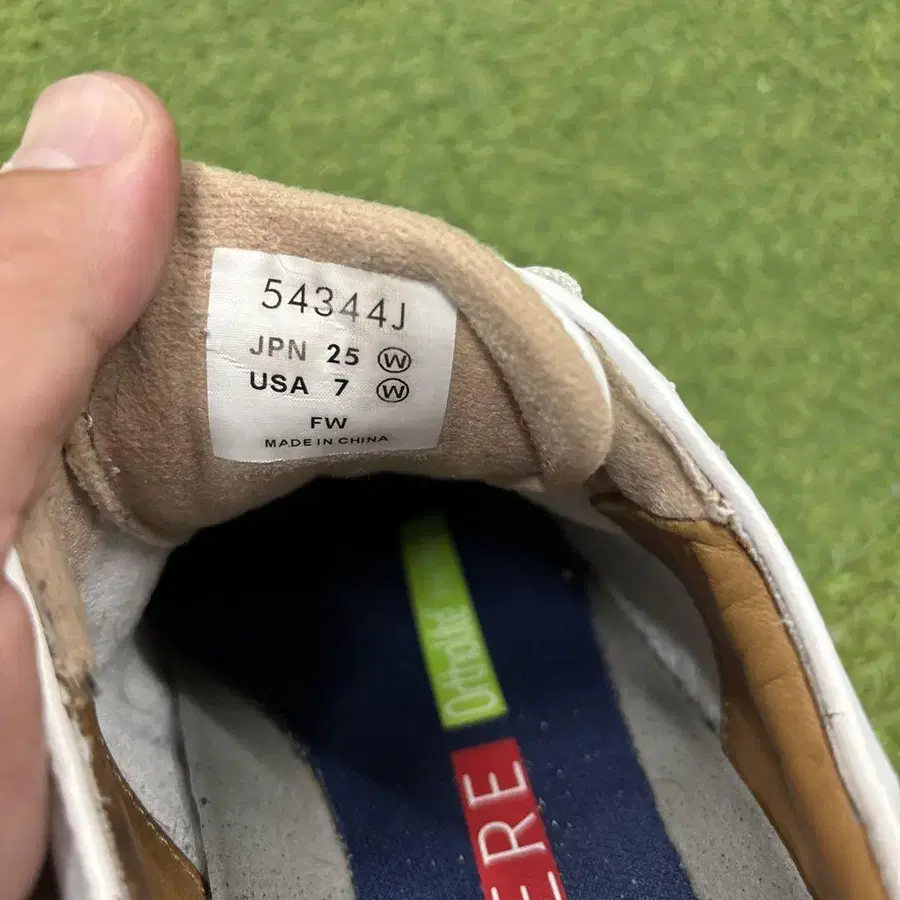 54344J
JPN 25 W
USA 7 W
FW
MADE IN CHINA
Ortholite
ERE